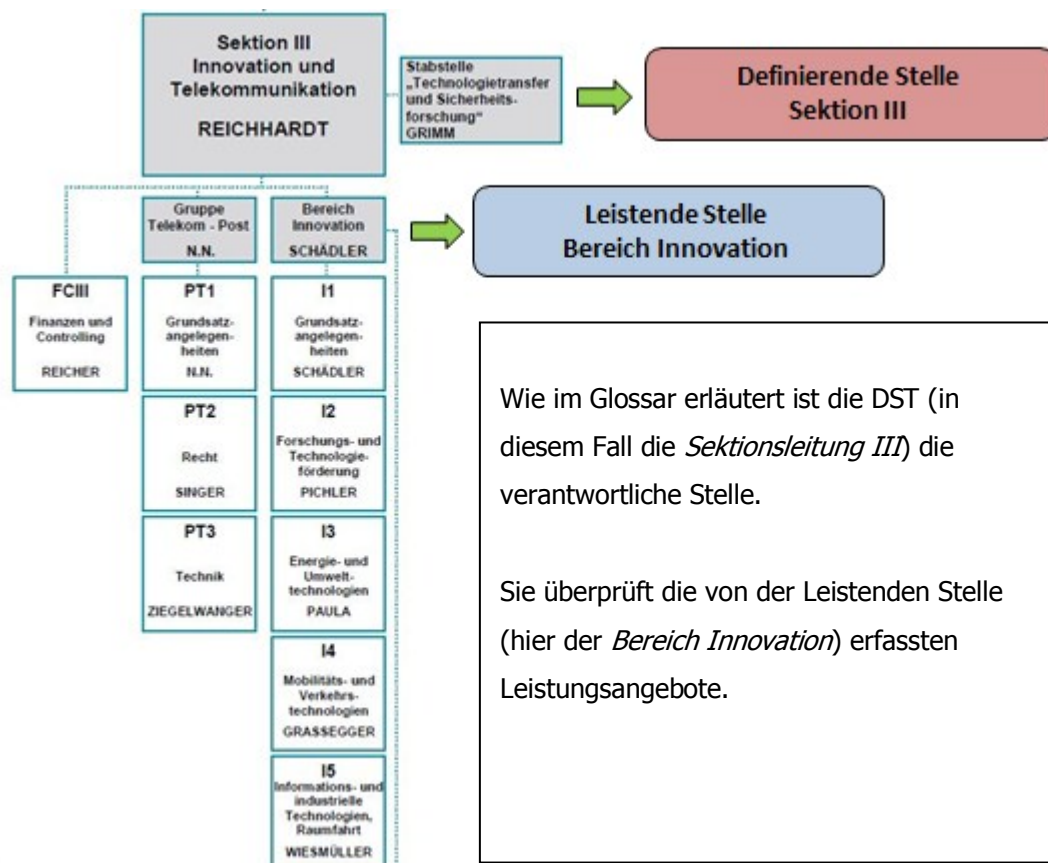 Sektion III
Innovation und
Telekommunikation
REICHHARDT
Stabstelle
„Technologietransfer
und Sicherheits-
forschung“
GRIMM
Definierende Stelle
Sektion III
Gruppe
Telekom - Post
N.N.
Bereich
Innovation
SCHÄDLER
Leistende Stelle
Bereich Innovation
FCIII
Finanzen und
Controlling
REICHER
PT1
Grundsatz-
angelegen-
heiten
N.N.
I1
Grundsatz-
angelegen-
heiten
SCHÄDLER
PT2
Recht
SINGER
I2
Forschungs- und
Technologie-
förderung
PICHLER
PT3
Technik
ZIEGELWANGER
I3
Energie- und
Umwelt-
technologien
PAULA
I4
Mobilitäts- und
Verkehrs-
technologien
GRASSEGGER
I5
Informations- und
industrielle
Technologien,
Raumfahrt
WIESMÜLLER
Wie im Glossar erläutert ist die DST (in
diesem Fall die Sektionsleitung III) die
verantwortliche Stelle.
Sie überprüft die von der Leistenden Stelle
(hier der Bereich Innovation) erfassten
Leistungsangebote.